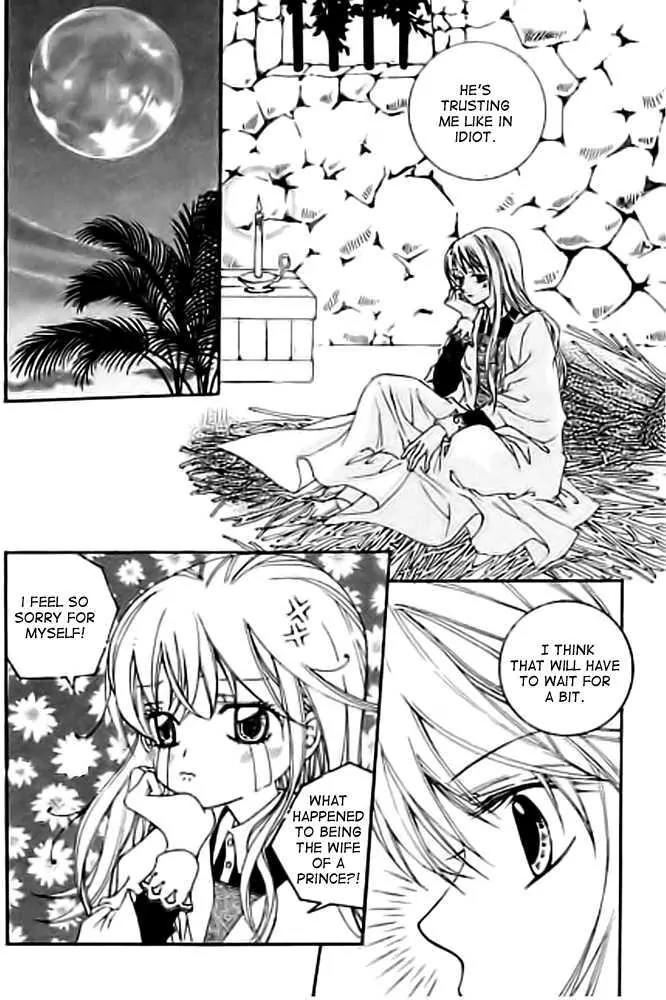 HE'S
TRUSTING
ME LIKE IN
IDIOT.
I FEEL SO
SORRY FOR
MYSELF!
WHAT
HAPPENED
TO BEING
THE WIFE
OF A
PRINCE?!
I THINK
THAT WILL HAVE
TO WAIT FOR
A BIT.